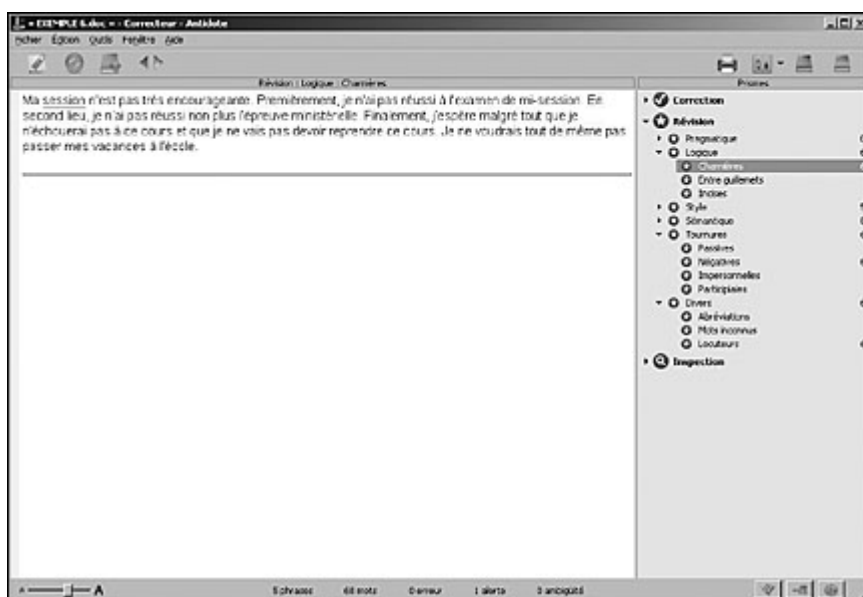 « EXEMPLE 6.doc » - Correcteur - Antidote
Fichier Édition Outils Fenêtre Aide
Révision | Logique | Charnières
Prismes
Ma session n'est pas très encourageante. Premièrement, je n'ai pas réussi à l'examen de mi-session. En
second lieu, je n'ai pas réussi non plus l'épreuve ministérielle. Finalement, j'espère malgré tout que je
n'échouerai pas à ce cours et que je ne vais pas devoir reprendre ce cours. Je ne voudrais tout de même pas
passer mes vacances à l'école.
Correction
Révision
Pragmatique
Logique
Charnières
Entre guillemets
Incises
Style
Sémantique
Tournures
Passives
Négatives
Impersonnelles
Participiales
Divers
Abréviations
Mots inconnus
Locuteurs
Inspection
A A
5 phrases 68 mots 0 erreur 1 alerte 0 ambiguïté